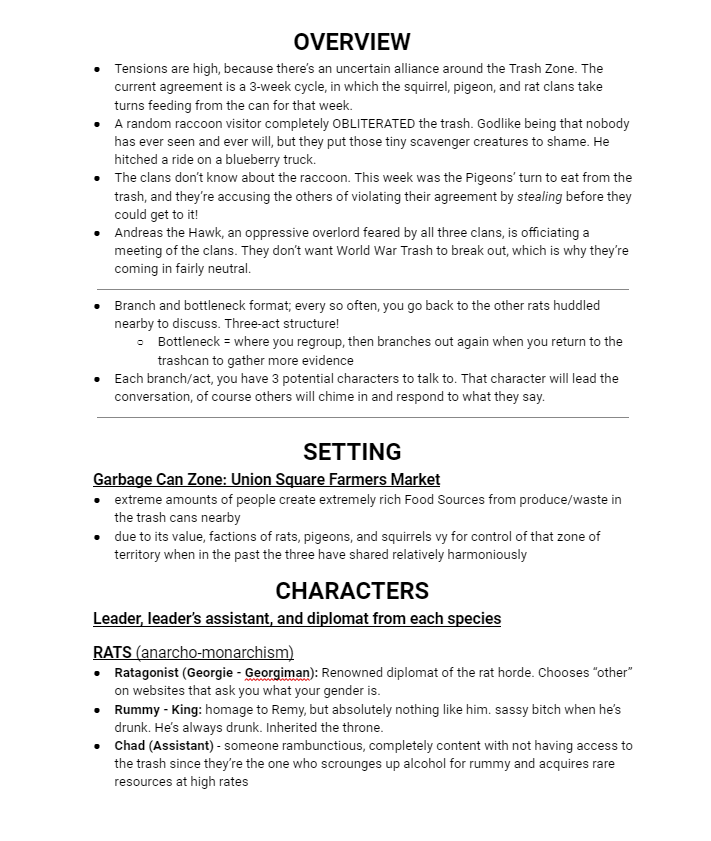 OVERVIEW
● Tensions are high, because there's an uncertain alliance around the Trash Zone. The
current agreement is a 3-week cycle, in which the squirrel, pigeon, and rat clans take
turns feeding from the can for that week.
● A random raccoon visitor completely OBLITERATED the trash. Godlike being that nobody
has ever seen and ever will, but they put those tiny scavenger creatures to shame. He
hitched a ride on a blueberry truck.
● The clans don't know about the raccoon. This week was the Pigeons' turn to eat from the
trash, and they're accusing the others of violating their agreement by stealing before they
could get to it!
● Andreas the Hawk, an oppressive overlord feared by all three clans, is officiating a
meeting of the clans. They don't want World War Trash to break out, which is why they're
coming in fairly neutral.
● Branch and bottleneck format; every so often, you go back to the other rats huddled
nearby to discuss. Three-act structure!
○ Bottleneck = where you regroup, then branches out again when you return to the
trashcan to gather more evidence
● Each branch/act, you have 3 potential characters to talk to. That character will lead the
conversation, of course others will chime in and respond to what they say.
SETTING
Garbage Can Zone: Union Square Farmers Market
● extreme amounts of people create extremely rich Food Sources from produce/waste in
the trash cans nearby
● due to its value, factions of rats, pigeons, and squirrels vy for control of that zone of
territory when in the past the three have shared relatively harmoniously
CHARACTERS
Leader, leader's assistant, and diplomat from each species
RATS (anarcho-monarchism)
● Ratagonist (Georgie - Georgiman): Renowned diplomat of the rat horde. Chooses "other"
on websites that ask you what your gender is.
● Rummy - King: homage to Remy, but absolutely nothing like him. sassy bitch when he's
drunk. He's always drunk. Inherited the throne.
● Chad (Assistant) - someone rambunctious, completely content with not having access to
the trash since they're the one who scrounges up alcohol for rummy and acquires rare
resources at high rates